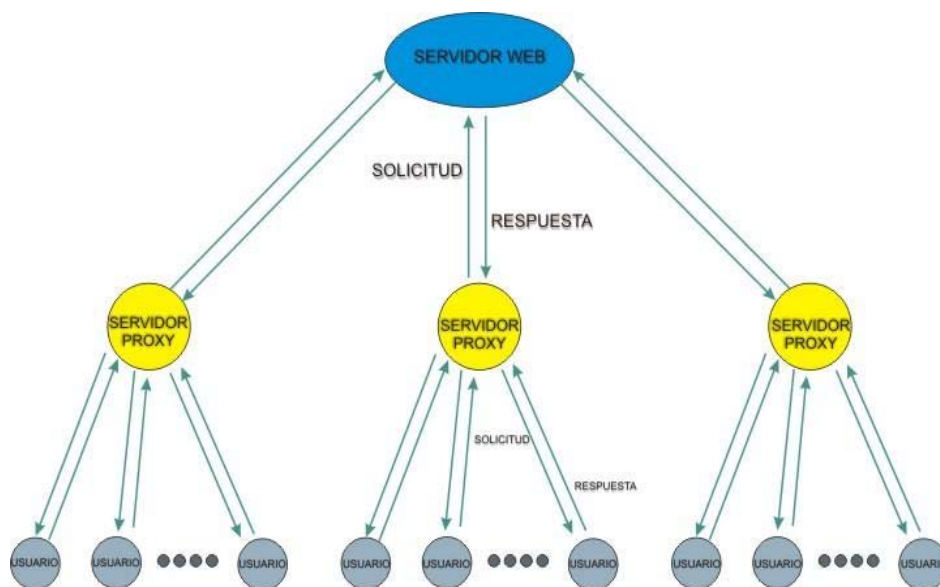 SERVIDOR WEB
SOLICITUD
RESPUESTA
SERVIDOR
PROXY
SERVIDOR
PROXY
SERVIDOR
PROXY
SOLICITUD
RESPUESTA
USUARIO
USUARIO
USUARIO
USUARIO
USUARIO
USUARIO
USUARIO
USUARIO
USUARIO